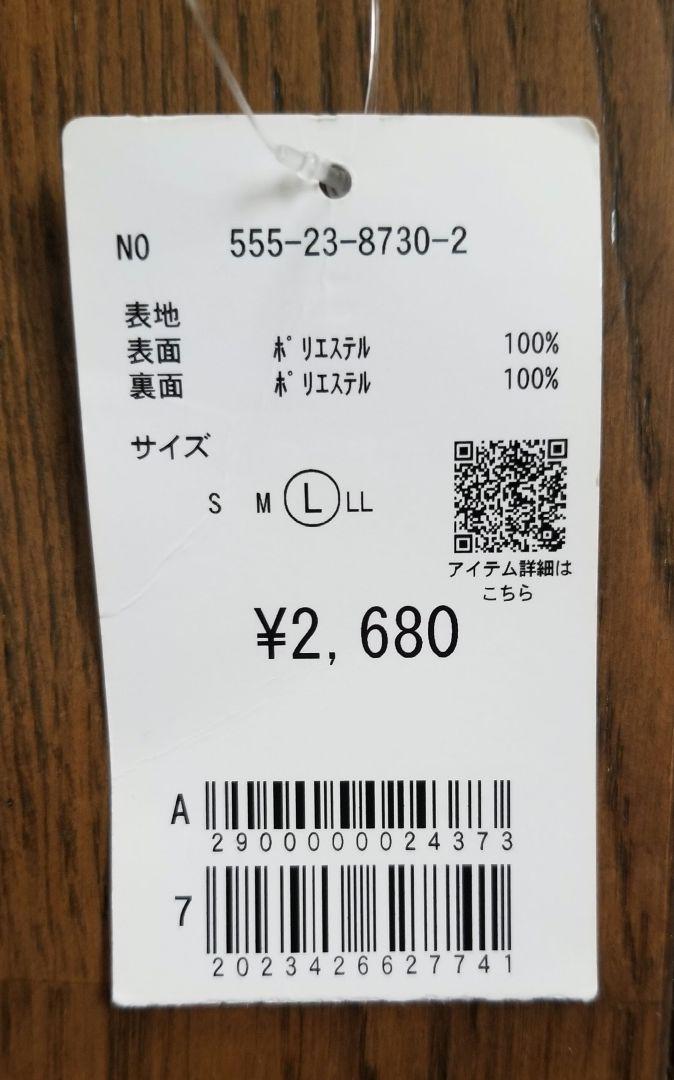 NO 555-23-8730-2
表地
表面 ﾎﾟﾘｴｽﾃﾙ 100%
裏面 ﾎﾟﾘｴｽﾃﾙ 100%
サイズ
S M L LL
アイテム詳細は
こちら
¥2,680
A
2900000024373
7
2023426627741